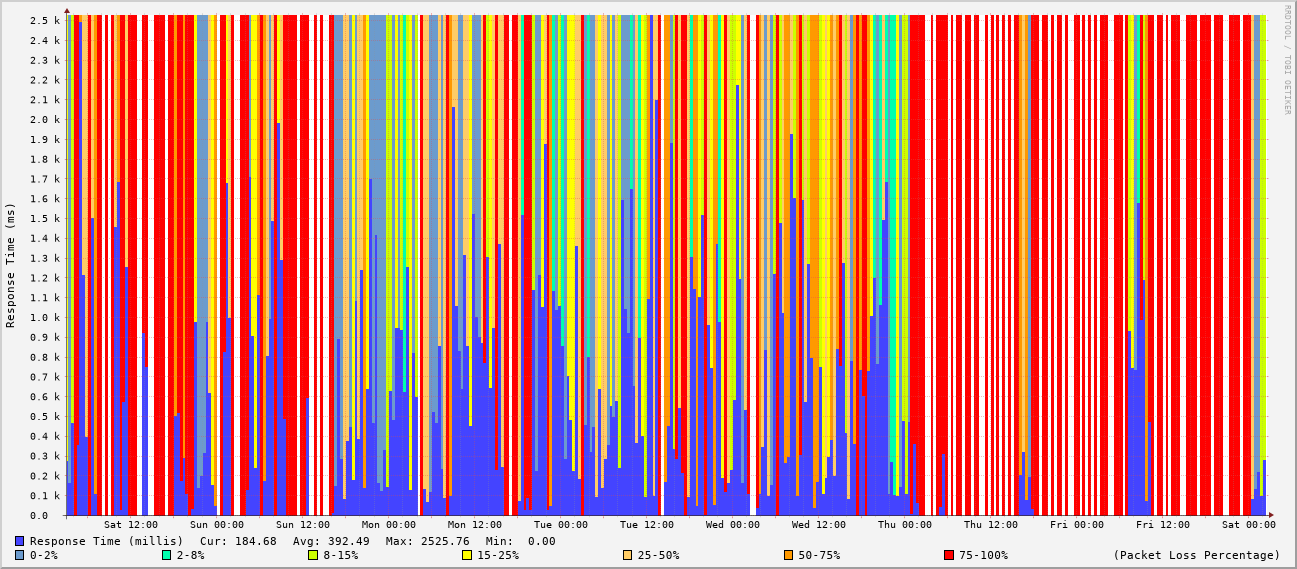 RRDTOOL / TOBI OETIKER
Response Time (ms)
2.5 k
2.4 k
2.3 k
2.2 k
2.1 k
2.0 k
1.9 k
1.8 k
1.7 k
1.6 k
1.5 k
1.4 k
1.3 k
1.2 k
1.1 k
1.0 k
0.9 k
0.8 k
0.7 k
0.6 k
0.5 k
0.4 k
0.3 k
0.2 k
0.1 k
0.0
Sat 12:00 Sun 00:00 Sun 12:00 Mon 00:00 Mon 12:00 Tue 00:00 Tue 12:00 Wed 00:00 Wed 12:00 Thu 00:00 Thu 12:00 Fri 00:00 Fri 12:00 Sat 00:00
Response Time (millis) Cur: 184.68 Avg: 392.49 Max: 2525.76 Min: 0.00
0-2% 2-8% 8-15% 15-25% 25-50% 50-75% 75-100% (Packet Loss Percentage)